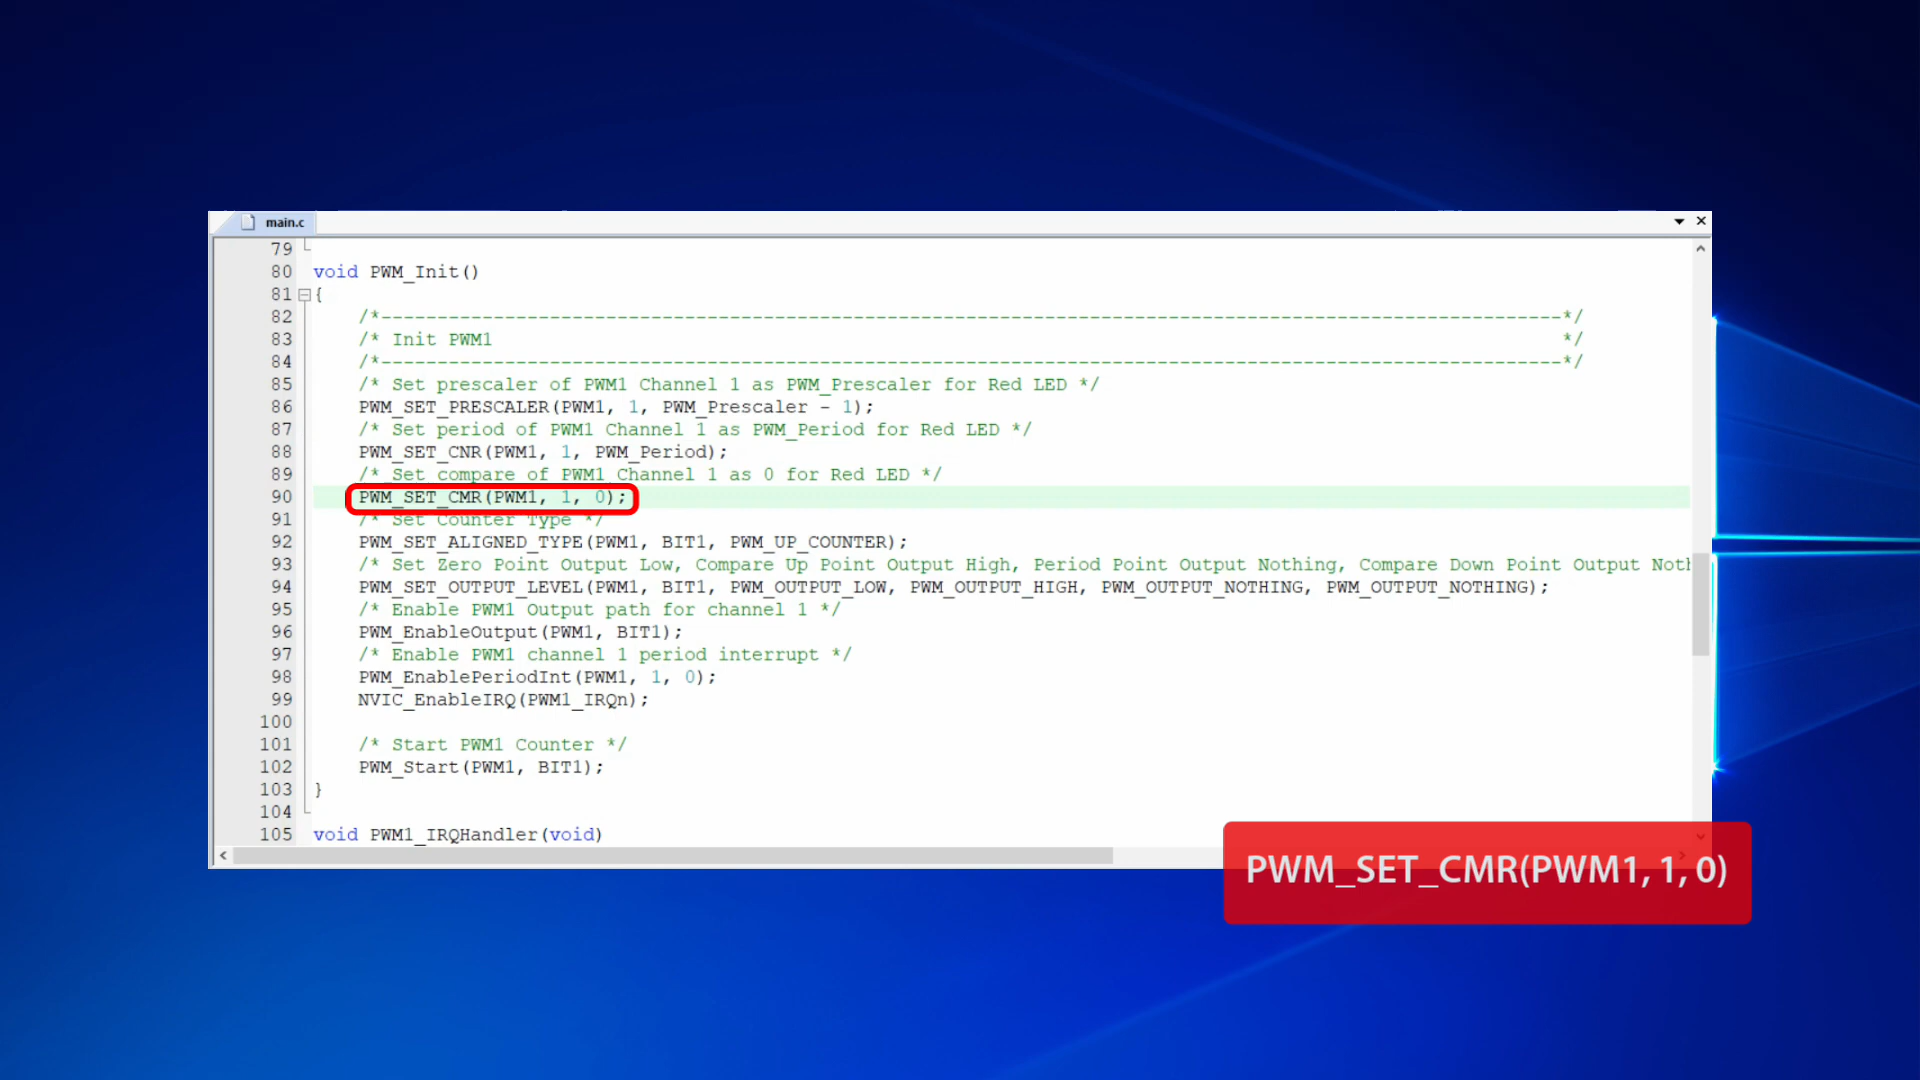 main.c
79
80 void PWM_Init()
81 {
82 /*---------------------------------------------------------------------------------------------------------*/
83 /* Init PWM1 */
84 /*---------------------------------------------------------------------------------------------------------*/
85 /* Set prescaler of PWM1 Channel 1 as PWM_Prescaler for Red LED */
86 PWM_SET_PRESCALER(PWM1, 1, PWM_Prescaler - 1);
87 /* Set period of PWM1 Channel 1 as PWM_Period for Red LED */
88 PWM_SET_CNR(PWM1, 1, PWM_Period);
89 /* Set compare of PWM1 Channel 1 as 0 for Red LED */
90 PWM_SET_CMR(PWM1, 1, 0);
91 /* Set Counter Type */
92 PWM_SET_ALIGNED_TYPE(PWM1, BIT1, PWM_UP_COUNTER);
93 /* Set Zero Point Output Low, Compare Up Point Output High, Period Point Output Nothing, Compare Down Point Output Noth
94 PWM_SET_OUTPUT_LEVEL(PWM1, BIT1, PWM_OUTPUT_LOW, PWM_OUTPUT_HIGH, PWM_OUTPUT_NOTHING, PWM_OUTPUT_NOTHING);
95 /* Enable PWM1 Output path for channel 1 */
96 PWM_EnableOutput(PWM1, BIT1);
97 /* Enable PWM1 channel 1 period interrupt */
98 PWM_EnablePeriodInt(PWM1, 1, 0);
99 NVIC_EnableIRQ(PWM1_IRQn);
100
101 /* Start PWM1 Counter */
102 PWM_Start(PWM1, BIT1);
103 }
104
105 void PWM1_IRQHandler(void)
PWM_SET_CMR(PWM1, 1, 0)